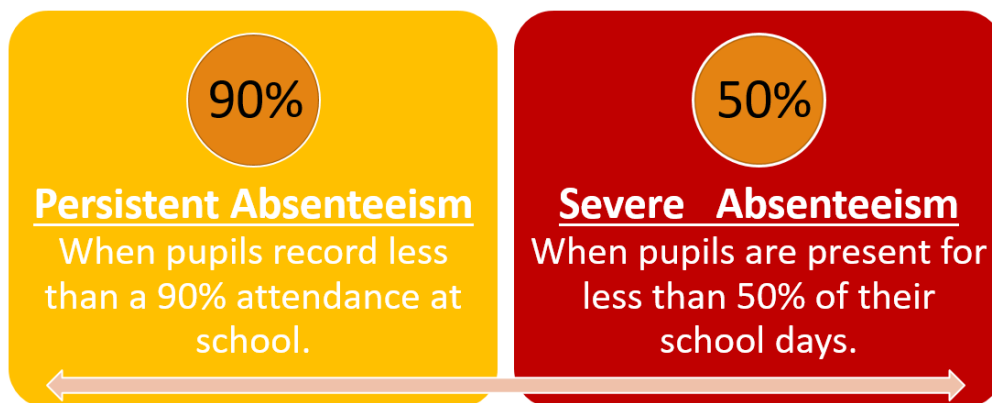 90%
Persistent Absenteeism
When pupils record less
than a 90% attendance at
school.
50%
Severe Absenteeism
When pupils are present for
less than 50% of their
school days.